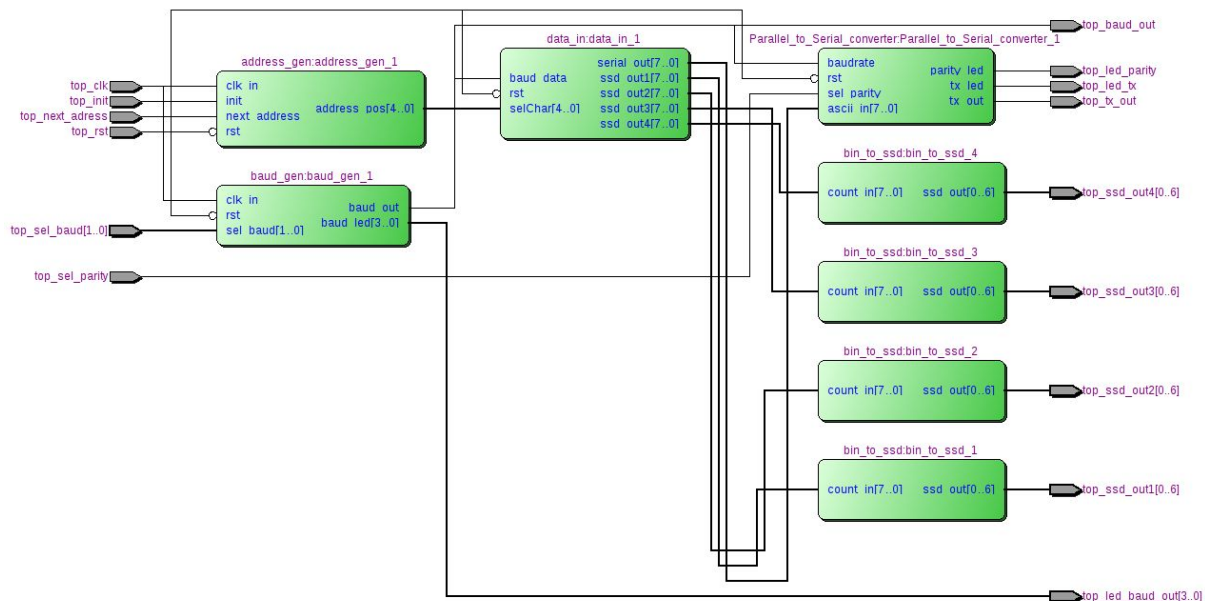 top_baud_out
data_in:data_in_1
Parallel_to_Serial_converter:Parallel_to_Serial_converter_1
address_gen:address_gen_1
serial_out[7..0]
baudrate
top_clk
clk_in
baud_data
ssd_out1[7..0]
rst
parity_led
top_led_parity
top_init
init
rst
ssd_out2[7..0]
sel_parity
tx_led
top_led_tx
top_next_adress
next_address
address_pos[4..0]
selChar[4..0]
ssd_out3[7..0]
ascii_in[7..0]
tx_out
top_tx_out
top_rst
rst
ssd_out4[7..0]
bin_to_ssd:bin_to_ssd_4
baud_gen:baud_gen_1
count_in[7..0]
ssd_out[0..6]
top_ssd_out4[0..6]
clk_in
rst
baud_out
top_sel_baud[1..0]
sel_baud[1..0]
baud_led[3..0]
bin_to_ssd:bin_to_ssd_3
top_sel_parity
count_in[7..0]
ssd_out[0..6]
top_ssd_out3[0..6]
bin_to_ssd:bin_to_ssd_2
count_in[7..0]
ssd_out[0..6]
top_ssd_out2[0..6]
bin_to_ssd:bin_to_ssd_1
count_in[7..0]
ssd_out[0..6]
top_ssd_out1[0..6]
top_led_baud_out[3..0]